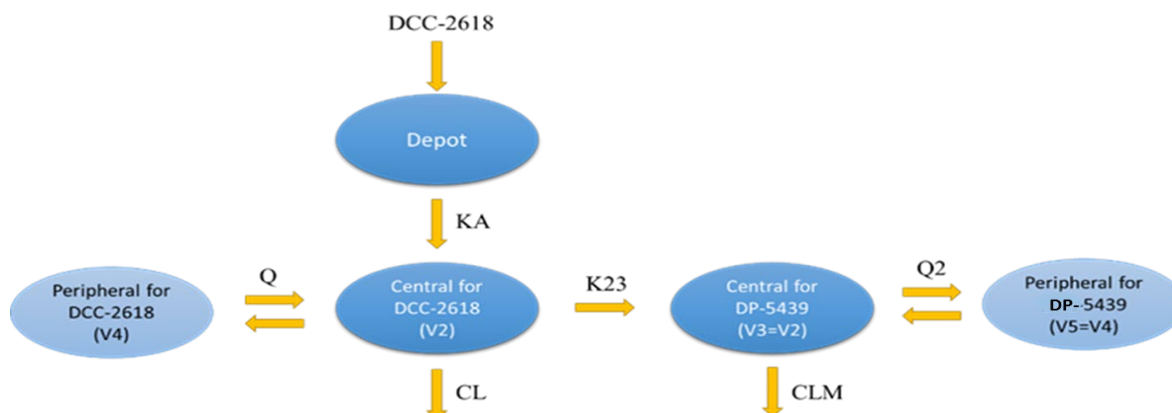 DCC-2618
Depot
KA
Q
K23
Q2
Peripheral for
DCC-2618
(V4)
Central for
DCC-2618
(V2)
Central for
DP-5439
(V3=V2)
Peripheral for
DP-5439
(V5=V4)
CL
CLM